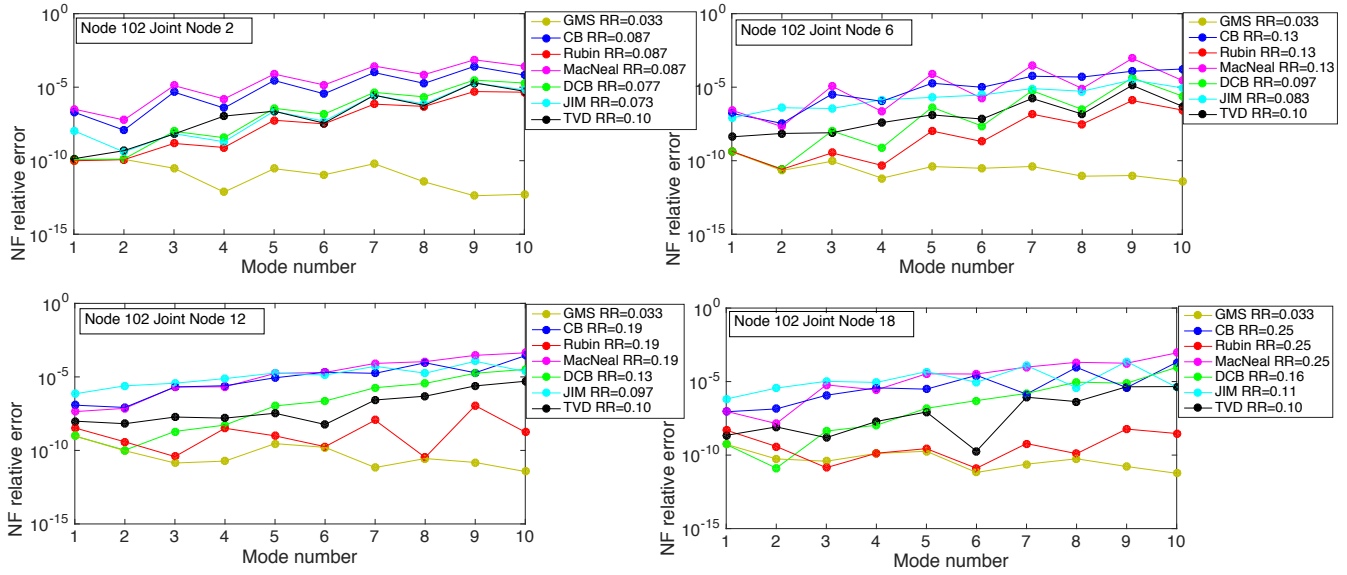 Node 102 Joint Node 2
NF relative error
10^0
10^-5
10^-10
10^-15
1 2 3 4 5 6 7 8 9 10
Mode number
GMS RR=0.033
CB RR=0.087
Rubin RR=0.087
MacNeal RR=0.087
DCB RR=0.077
JIM RR=0.073
TVD RR=0.10
Node 102 Joint Node 6
NF relative error
10^0
10^-5
10^-10
10^-15
1 2 3 4 5 6 7 8 9 10
Mode number
GMS RR=0.033
CB RR=0.13
Rubin RR=0.13
MacNeal RR=0.13
DCB RR=0.097
JIM RR=0.083
TVD RR=0.10
Node 102 Joint Node 12
NF relative error
10^0
10^-5
10^-10
10^-15
1 2 3 4 5 6 7 8 9 10
Mode number
GMS RR=0.033
CB RR=0.19
Rubin RR=0.19
MacNeal RR=0.19
DCB RR=0.13
JIM RR=0.097
TVD RR=0.10
Node 102 Joint Node 18
NF relative error
10^0
10^-5
10^-10
10^-15
1 2 3 4 5 6 7 8 9 10
Mode number
GMS RR=0.033
CB RR=0.25
Rubin RR=0.25
MacNeal RR=0.25
DCB RR=0.16
JIM RR=0.11
TVD RR=0.10